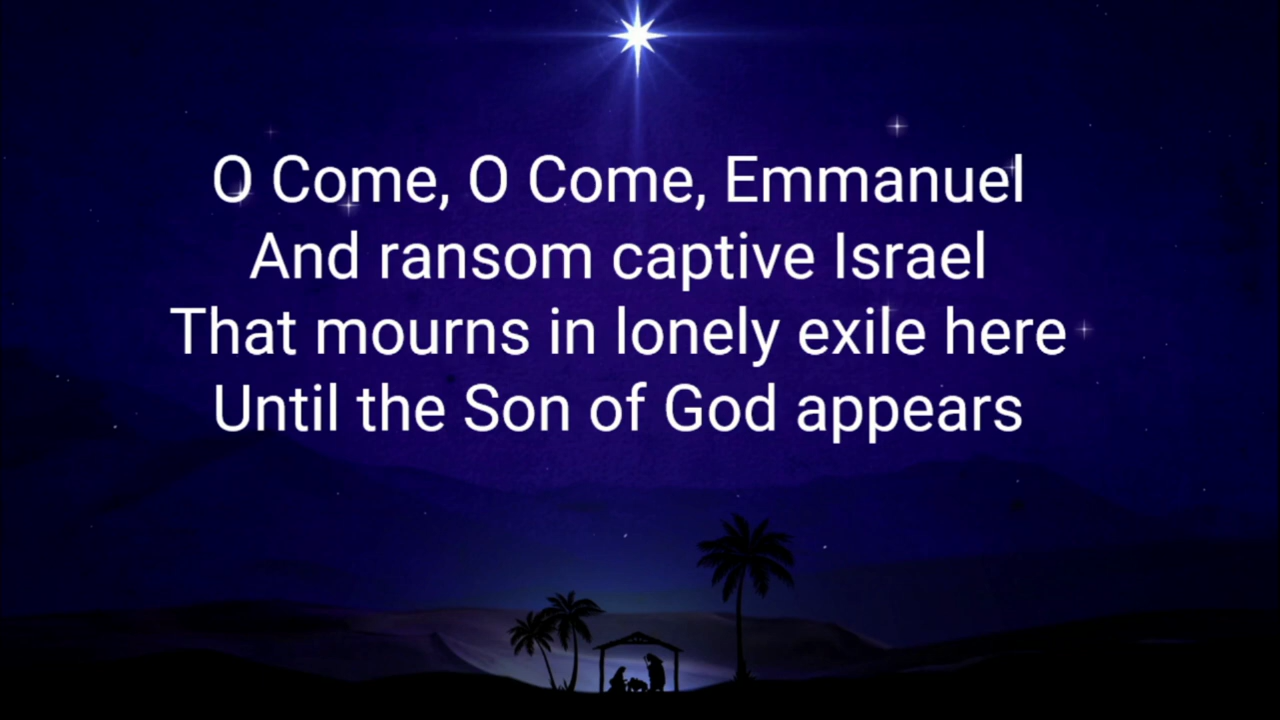 O Come, O Come, Emmanuel
And ransom captive Israel
That mourns in lonely exile here
Until the Son of God appears